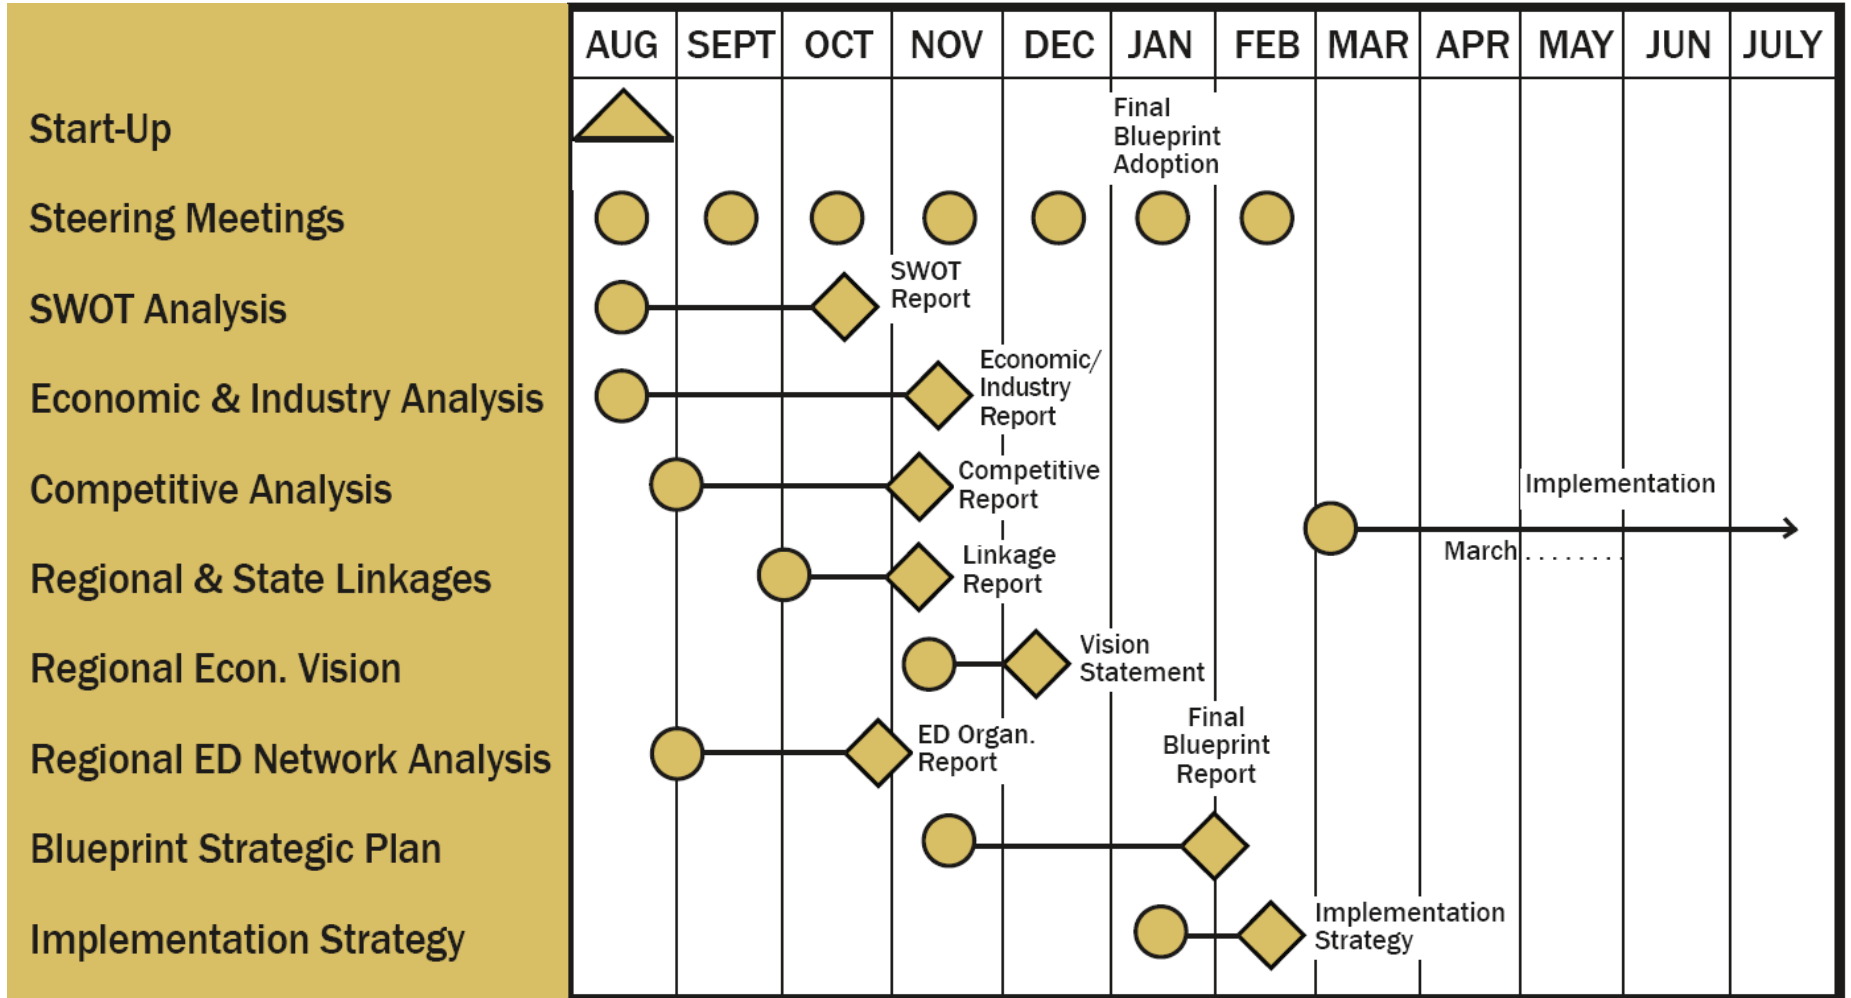 AUG SEPT OCT NOV DEC JAN FEB MAR APR MAY JUN JULY
Start-Up
Final
Blueprint
Adoption
Steering Meetings
SWOT Analysis
SWOT
Report
Economic & Industry Analysis
Economic/
Industry
Report
Competitive Analysis
Competitive
Report
Implementation
March . . . . . . . .
Regional & State Linkages
Linkage
Report
Regional Econ. Vision
Vision
Statement
Regional ED Network Analysis
ED Organ.
Report
Final
Blueprint
Report
Blueprint Strategic Plan
Implementation Strategy
Implementation
Strategy